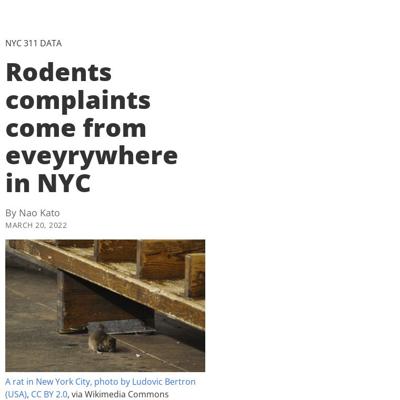 NYC 311 DATA
Rodents
complaints
come from
eveyrywhere
in NYC
By Nao Kato
MARCH 20, 2022
A rat in New York City, photo by Ludovic Bertron
(USA), CC BY 2.0, via Wikimedia Commons